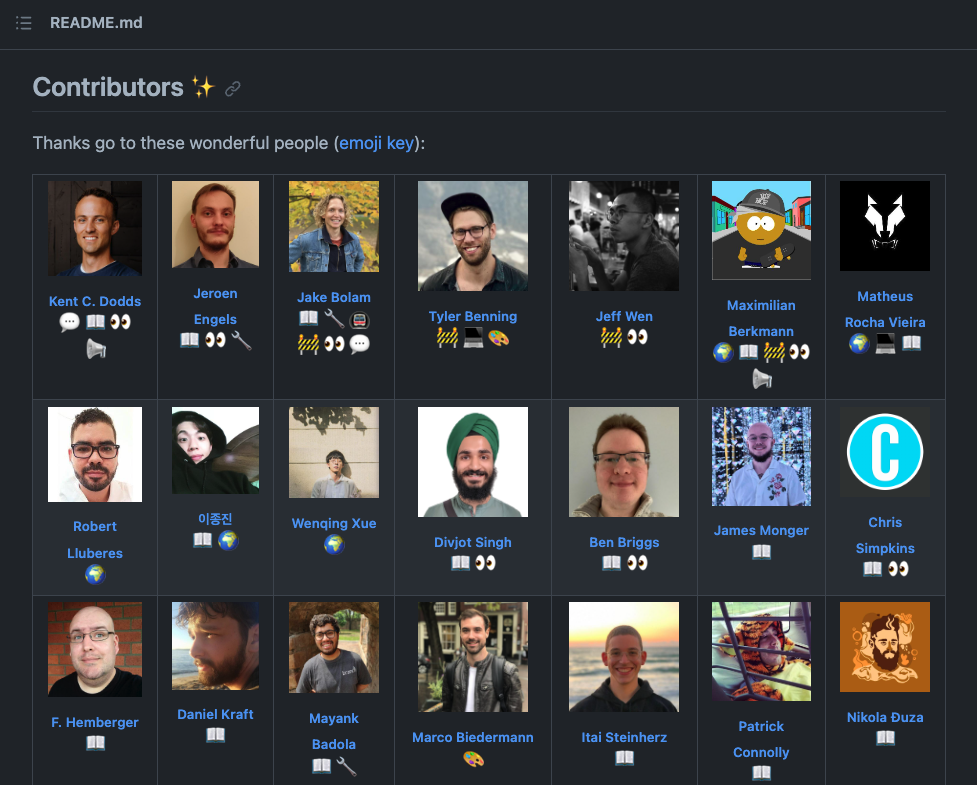 README.md
Contributors ✨
Thanks go to these wonderful people (emoji key):
Kent C. Dodds
💬 📖 👀
📢
Jeroen
Engels
📖 👀 🔧
Jake Bolam
📖 🔧 🚇
🚧 👀 💬
Tyler Benning
🚧 💻 🎨
Jeff Wen
🚧 👀
Maximilian
Berkmann
🌍 📖 🚧 👀
📢
Matheus
Rocha Vieira
🌍 💻 📖
Robert
Lluberes
🌍
이종진
📖 🌍
Wenqing Xue
🌍
Divjot Singh
📖 👀
Ben Briggs
📖 👀
James Monger
📖
C
Chris
Simpkins
📖 👀
F. Hemberger
📖
Daniel Kraft
📖
Mayank
Badola
📖 🔧
Marco Biedermann
🎨
Itai Steinherz
📖
Patrick
Connolly
📖
Nikola Đuza
📖